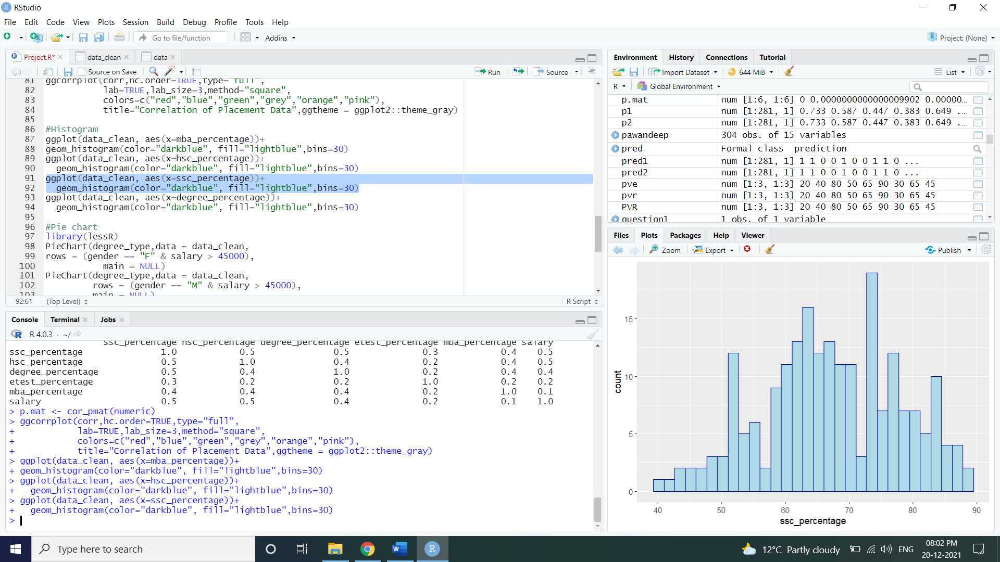 RStudio
File Edit Code View Plots Session Build Debug Profile Tools Help
Go to file/function Addins Project: (None)
Project.R* data_clean data
Source on Save Run Source
81 ggcorrplot(corr,hc.order=TRUE,type="full",
82 lab=TRUE,lab_size=3,method="square",
83 colors=c("red","blue","green","grey","orange","pink"),
84 title="Correlation of Placement Data",ggtheme = ggplot2::theme_gray)
85
86 #Histogram
87 ggplot(data_clean, aes(x=mba_percentage))+
88 geom_histogram(color="darkblue", fill="lightblue",bins=30)
89 ggplot(data_clean, aes(x=hsc_percentage))+
90 geom_histogram(color="darkblue", fill="lightblue",bins=30)
91 ggplot(data_clean, aes(x=ssc_percentage))+
92 geom_histogram(color="darkblue", fill="lightblue",bins=30)
93 ggplot(data_clean, aes(x=degree_percentage))+
94 geom_histogram(color="darkblue", fill="lightblue",bins=30)
95
96 #Pie chart
97 library(lessR)
98 PieChart(degree_type,data = data_clean,
99 rows = (gender == "F" & salary > 45000),
100 main = NULL)
101 PieChart(degree_type,data = data_clean,
102 rows = (gender == "M" & salary > 45000),
103 main = NULL)
92:61 (Top Level) R Script
Console Terminal Jobs
R 4.0.3 · ~/
ssc_percentage hsc_percentage degree_percentage etest_percentage mba_percentage salary
ssc_percentage 1.0 0.5 0.5 0.3 0.4 0.5
hsc_percentage 0.5 1.0 0.4 0.2 0.4 0.5
degree_percentage 0.5 0.4 1.0 0.2 0.4 0.4
etest_percentage 0.3 0.2 0.2 1.0 0.2 0.2
mba_percentage 0.4 0.4 0.4 0.2 1.0 0.1
salary 0.5 0.5 0.4 0.2 0.1 1.0
> p.mat <- cor_pmat(numeric)
> ggcorrplot(corr,hc.order=TRUE,type="full",
+ lab=TRUE,lab_size=3,method="square",
+ colors=c("red","blue","green","grey","orange","pink"),
+ title="Correlation of Placement Data",ggtheme = ggplot2::theme_gray)
> ggplot(data_clean, aes(x=mba_percentage))+
+ geom_histogram(color="darkblue", fill="lightblue",bins=30)
> ggplot(data_clean, aes(x=hsc_percentage))+
+ geom_histogram(color="darkblue", fill="lightblue",bins=30)
> ggplot(data_clean, aes(x=ssc_percentage))+
+ geom_histogram(color="darkblue", fill="lightblue",bins=30)
>
Environment History Connections Tutorial
Import Dataset 644 MiB List
R Global Environment
p.mat num [1:6, 1:6] 0 0.0000000000000009902 0.00000…
p1 num [1:281, 1] 0.733 0.587 0.447 0.383 0.649 ...
p2 num [1:281, 1] 0.733 0.587 0.447 0.383 0.649 ...
pawandeep 304 obs. of 15 variables
pred Formal class prediction
pred1 num [1:281, 1] 1 1 0 0 1 0 0 1 1 0 ...
pred2 num [1:281, 1] 1 1 0 0 1 0 0 1 1 0 ...
pve num [1:3, 1:3] 20 40 80 50 65 90 30 65 45
pvr num [1:3, 1:3] 20 40 80 50 65 90 30 65 45
PVR num [1:3, 1:3] 20 40 80 50 65 90 30 65 45
question1 1 obs. of 1 variable
Files Plots Packages Help Viewer
Zoom Export Publish
15
10
5
0
count
40 50 60 70 80 90
ssc_percentage
Type here to search
12°C Partly cloudy ENG
08:02 PM
20-12-2021